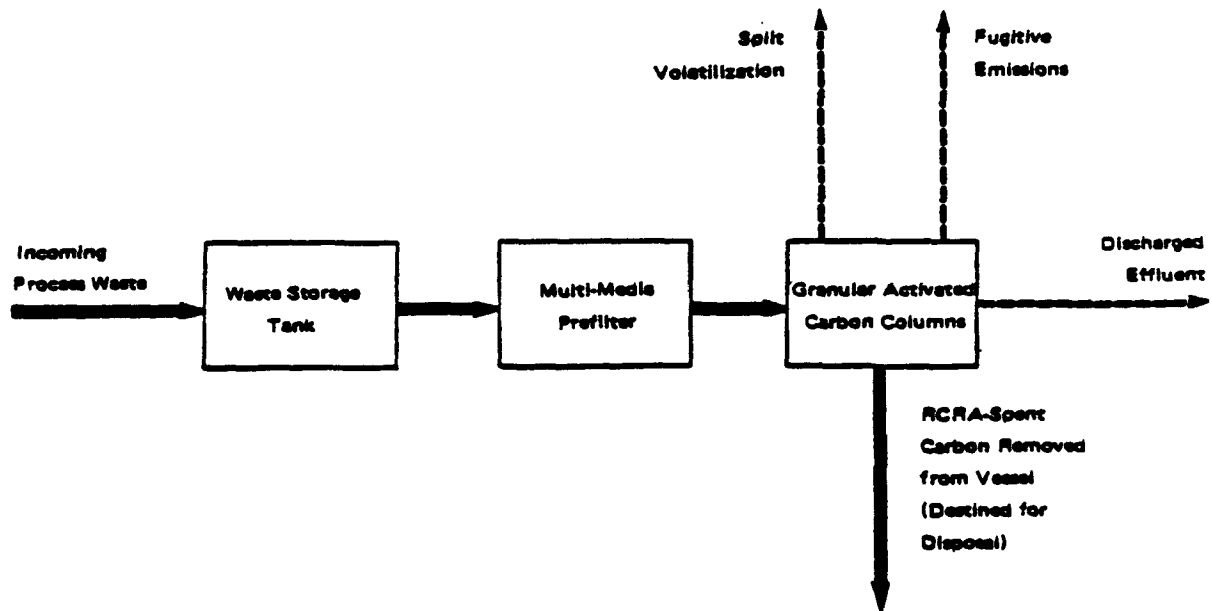 Split
Volatilization
Fugitive
Emissions
Incoming
Process Waste
Waste Storage
Tank
Multi-Media
Prefilter
Granular Activated
Carbon Columns
Discharged
Effluent
RCRA-Spent
Carbon Removed
from Vessel
(Destined for
Disposal)